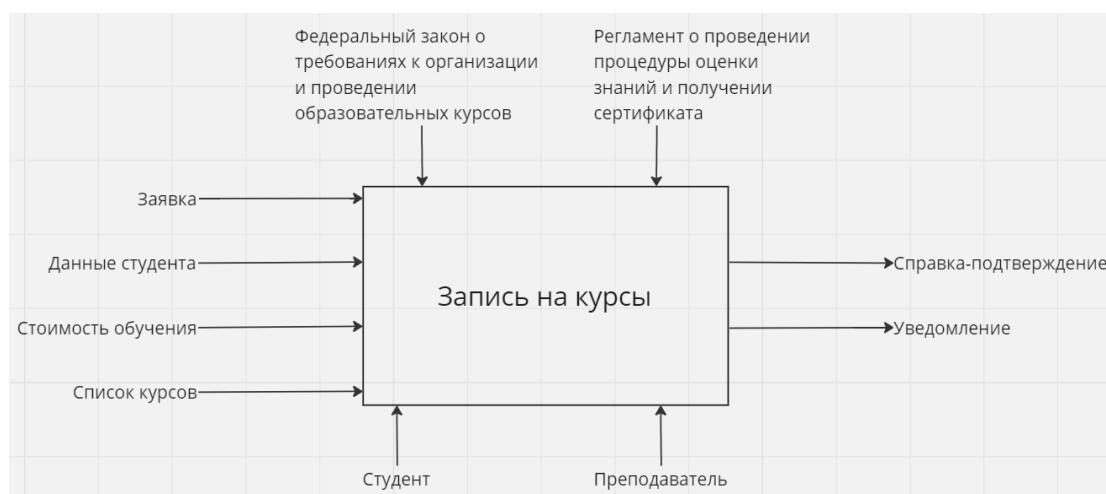 Федеральный закон о
требованиях к организации
и проведении
образовательных курсов
Регламент о проведении
процедуры оценки
знаний и получении
сертификата
Заявка
Данные студента
Стоимость обучения
Список курсов
Запись на курсы
Справка-подтверждение
Уведомление
Студент
Преподаватель